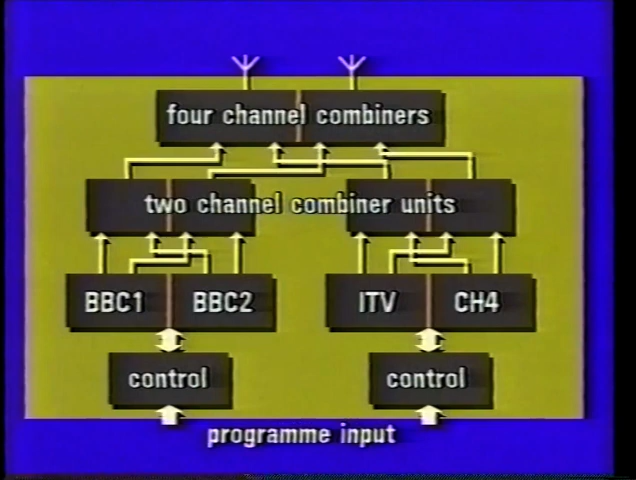 four channel combiners
two channel combiner units
BBC1 BBC2 ITV CH4
control control
programme input